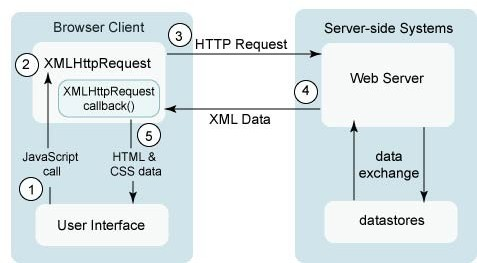 Browser Client
Server-side Systems
3
HTTP Request
2
XMLHttpRequest
XMLHttpRequest
callback()
Web Server
4
XML Data
5
JavaScript
call
HTML &
CSS data
data
exchange
1
User Interface
datastores